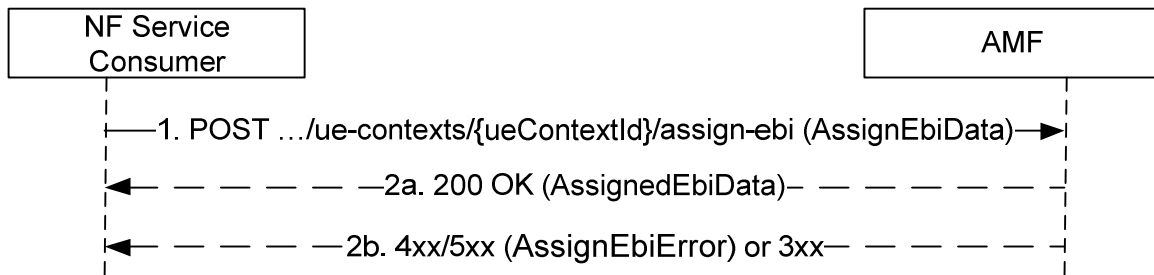 NF Service
Consumer
AMF
1. POST …/ue-contexts/{ueContextId}/assign-ebi (AssignEbiData)
2a. 200 OK (AssignedEbiData)
2b. 4xx/5xx (AssignEbiError) or 3xx